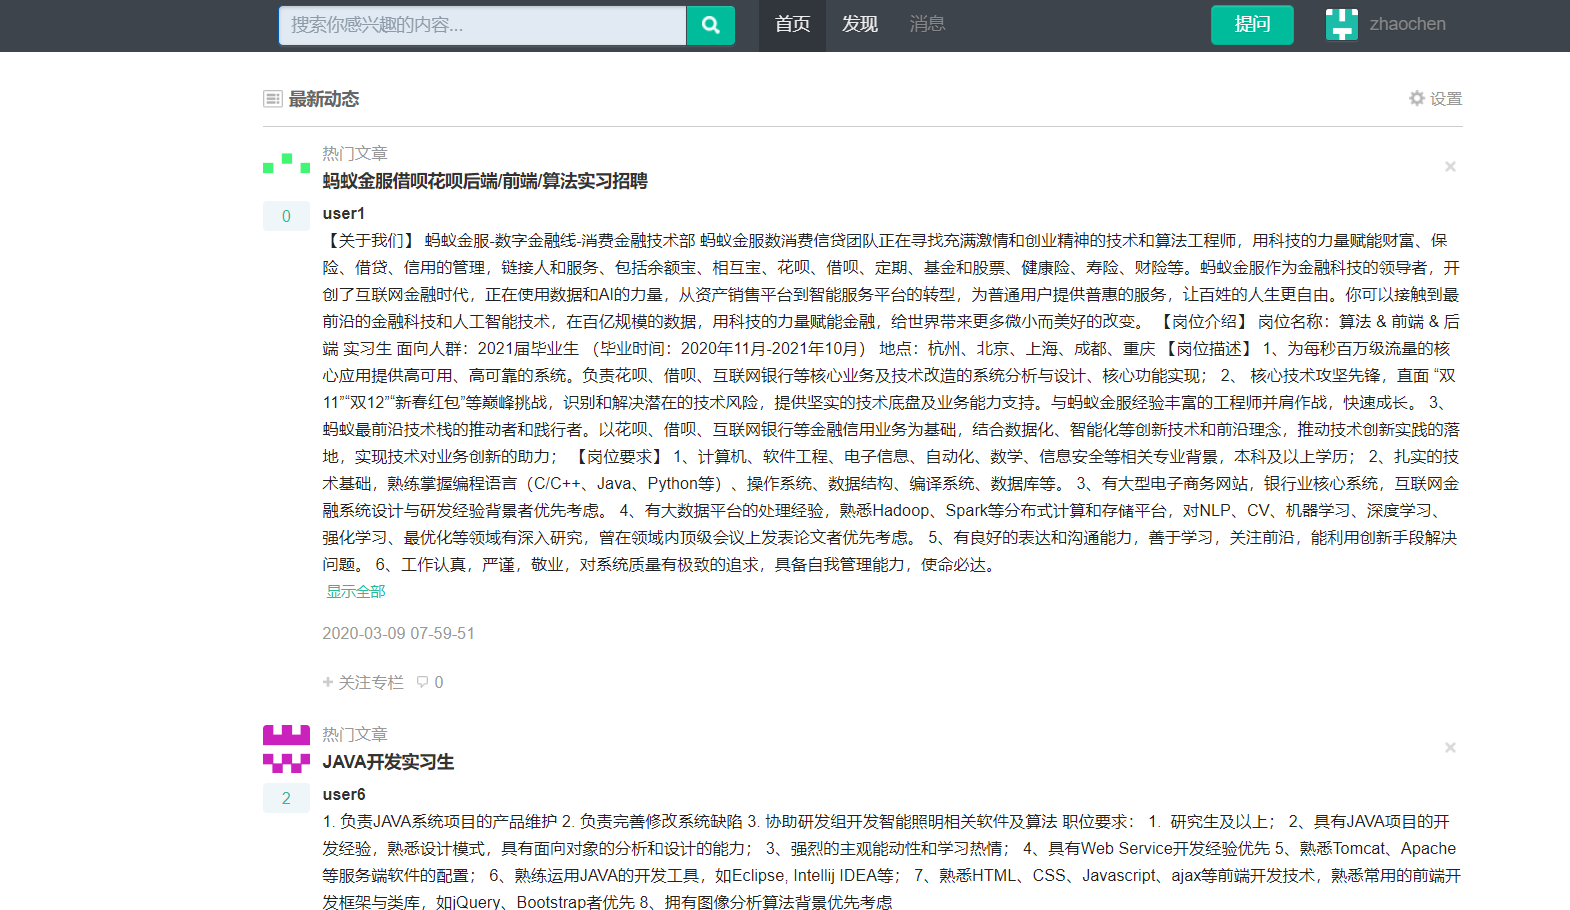 搜索你感兴趣的内容...
首页
发现
消息
提问
zhaochen
最新动态
设置
热门文章
蚂蚁金服借呗花呗后端/前端/算法实习招聘
0
user1
【关于我们】 蚂蚁金服-数字金融线-消费金融技术部 蚂蚁金服数消费信贷团队正在寻找充满激情和创业精神的技术和算法工程师，用科技的力量赋能财富、保
险、借贷、信用的管理，链接人和服务、包括余额宝、相互宝、花呗、借呗、定期、基金和股票、健康险、寿险、财险等。蚂蚁金服作为金融科技的领导者，开
创了互联网金融时代，正在使用数据和AI的力量，从资产销售平台到智能服务平台的转型，为普通用户提供普惠的服务，让百姓的人生更自由。你可以接触到最
前沿的金融科技和人工智能技术，在百亿规模的数据，用科技的力量赋能金融，给世界带来更多微小而美好的改变。 【岗位介绍】 岗位名称：算法 & 前端 & 后
端 实习生 面向人群：2021届毕业生 （毕业时间：2020年11月-2021年10月） 地点：杭州、北京、上海、成都、重庆 【岗位描述】 1、为每秒百万级流量的核
心应用提供高可用、高可靠的系统。负责花呗、借呗、互联网银行等核心业务及技术改造的系统分析与设计、核心功能实现； 2、 核心技术攻坚先锋，直面 “双
11”“双12”“新春红包”等巅峰挑战，识别和解决潜在的技术风险，提供坚实的技术底盘及业务能力支持。与蚂蚁金服经验丰富的工程师并肩作战，快速成长。 3、
蚂蚁最前沿技术栈的推动者和践行者。以花呗、借呗、互联网银行等金融信用业务为基础，结合数据化、智能化等创新技术和前沿理念，推动技术创新实践的落
地，实现技术对业务创新的助力； 【岗位要求】 1、计算机、软件工程、电子信息、自动化、数学、信息安全等相关专业背景，本科及以上学历； 2、扎实的技
术基础，熟练掌握编程语言（C/C++、Java、Python等）、操作系统、数据结构、编译系统、数据库等。 3、有大型电子商务网站，银行业核心系统，互联网金
融系统设计与研发经验背景者优先考虑。 4、有大数据平台的处理经验，熟悉Hadoop、Spark等分布式计算和存储平台，对NLP、CV、机器学习、深度学习、
强化学习、最优化等领域有深入研究，曾在领域内顶级会议上发表论文者优先考虑。 5、有良好的表达和沟通能力，善于学习，关注前沿，能利用创新手段解决
问题。 6、工作认真，严谨，敬业，对系统质量有极致的追求，具备自我管理能力，使命必达。
显示全部
2020-03-09 07-59-51
关注专栏
0
热门文章
JAVA开发实习生
2
user6
1. 负责JAVA系统项目的产品维护 2. 负责完善修改系统缺陷 3. 协助研发组开发智能照明相关软件及算法 职位要求： 1. 研究生及以上； 2、具有JAVA项目的开
发经验，熟悉设计模式，具有面向对象的分析和设计的能力； 3、强烈的主观能动性和学习热情； 4、具有Web Service开发经验优先 5、熟悉Tomcat、Apache
等服务端软件的配置； 6、熟练运用JAVA的开发工具，如Eclipse, Intellij IDEA等； 7、熟悉HTML、CSS、Javascript、ajax等前端开发技术，熟悉常用的前端开
发框架与类库，如jQuery、Bootstrap者优先 8、拥有图像分析算法背景优先考虑